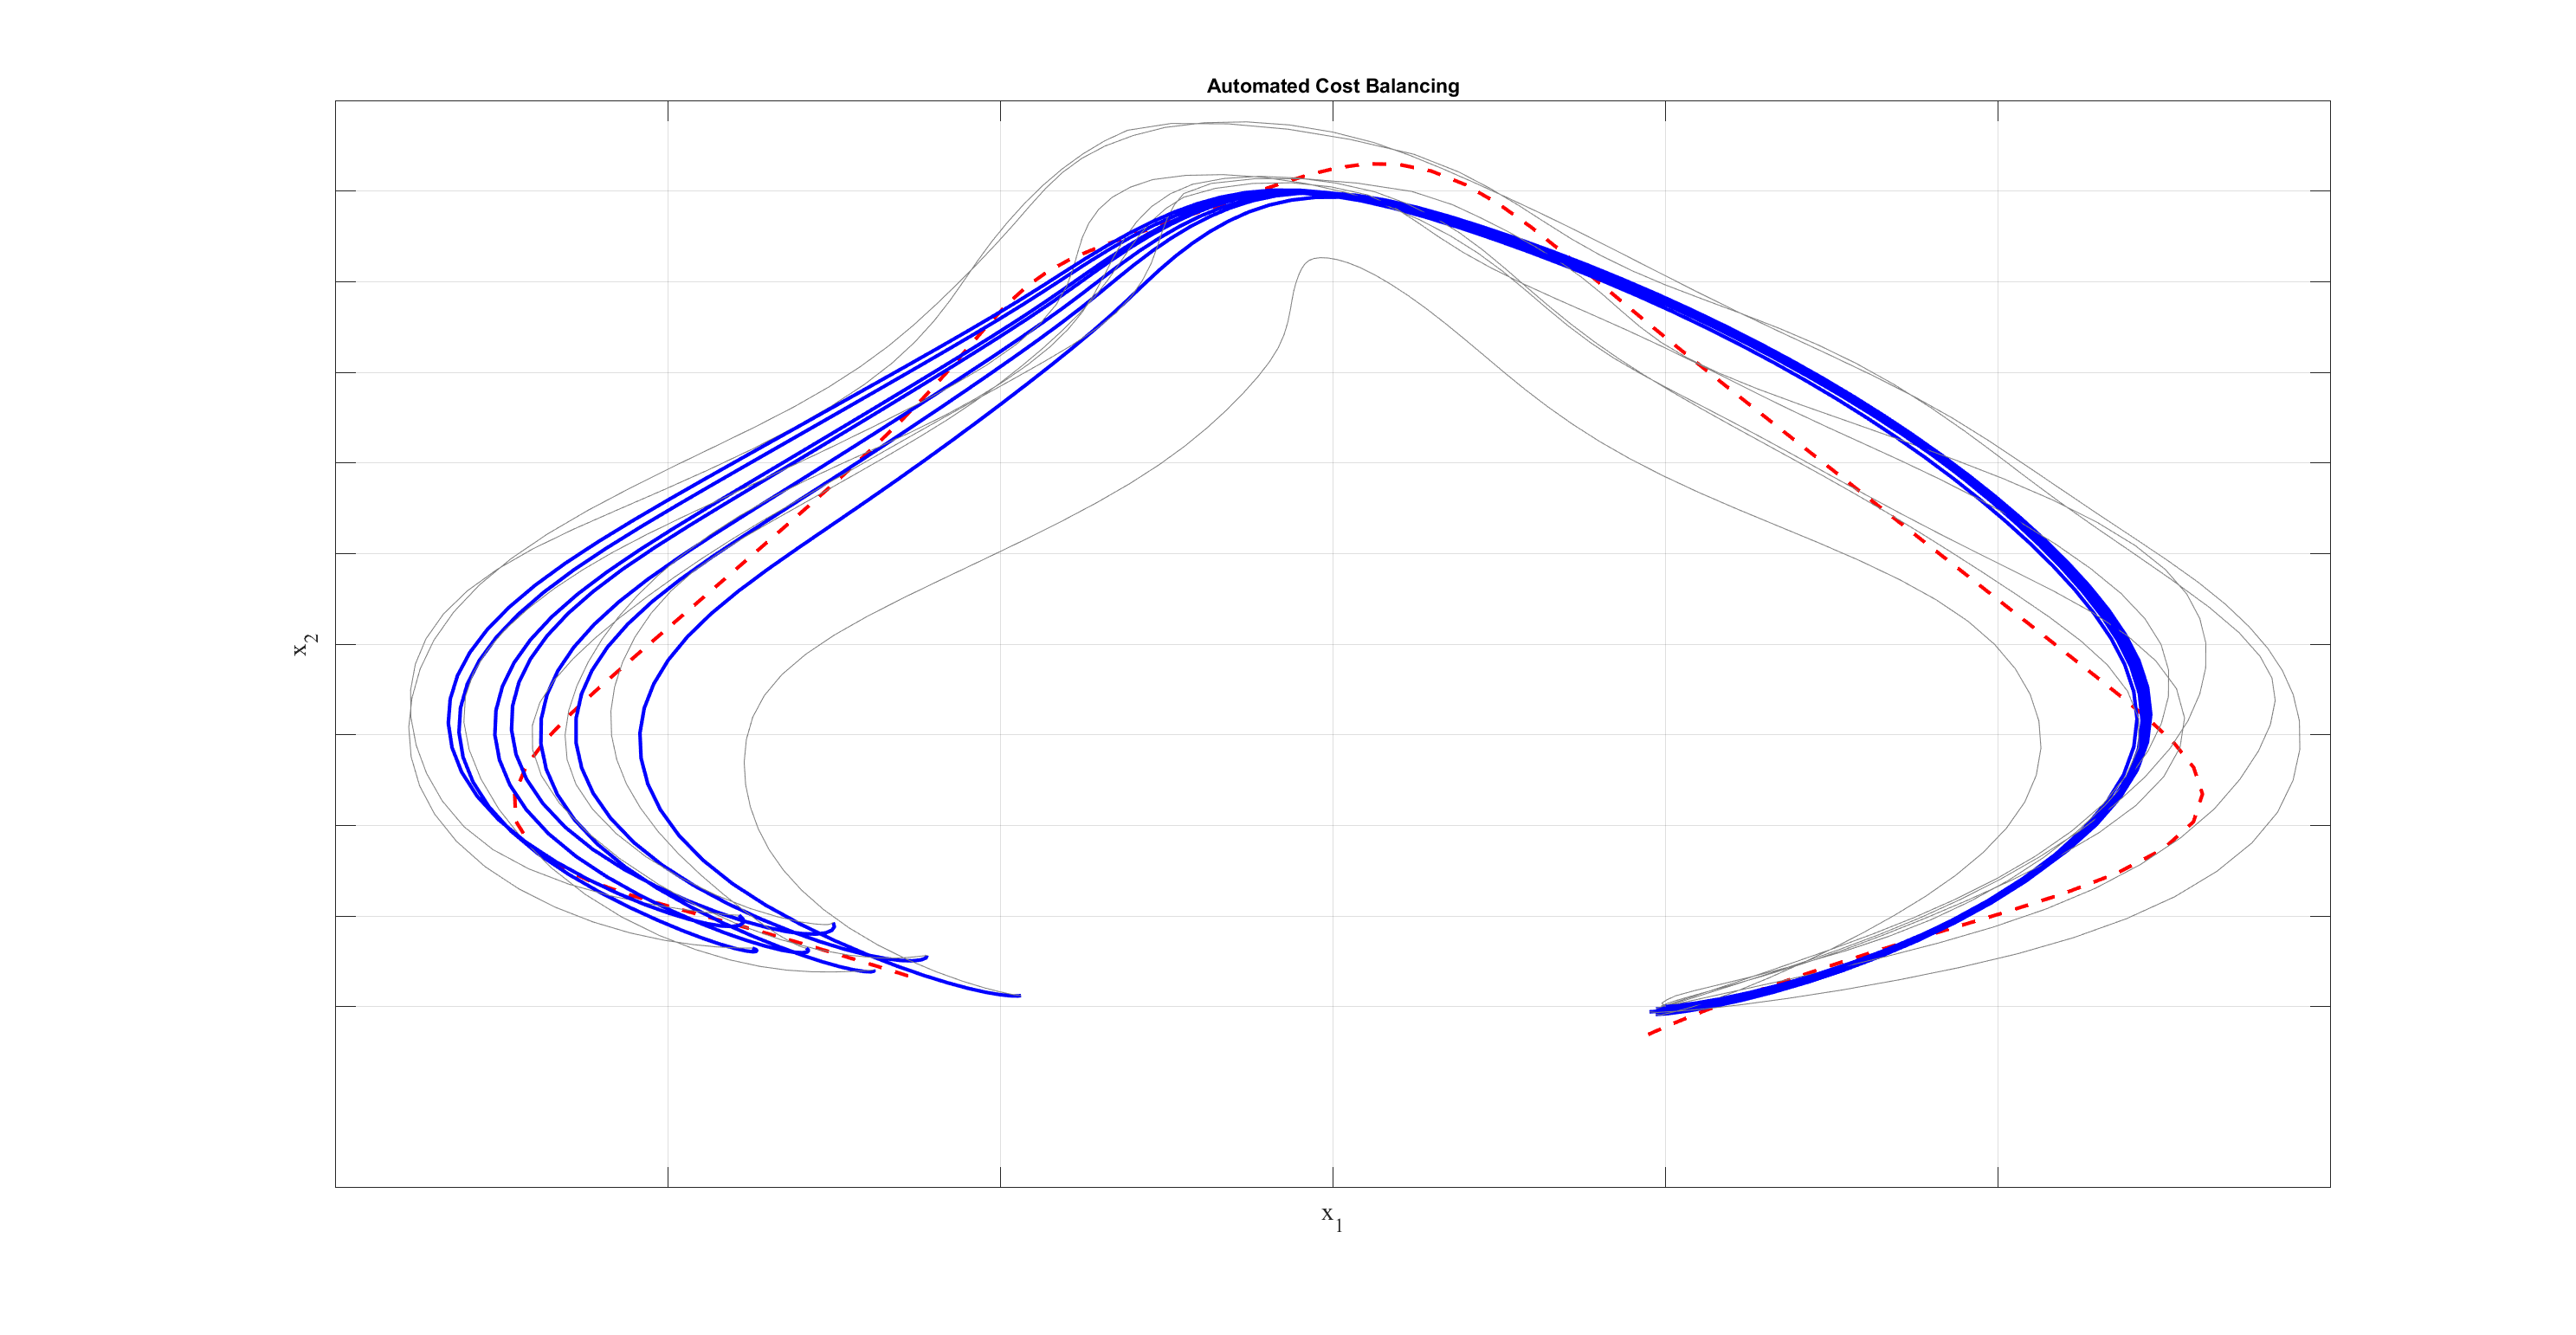 Automated Cost Balancing
x₂
x₁